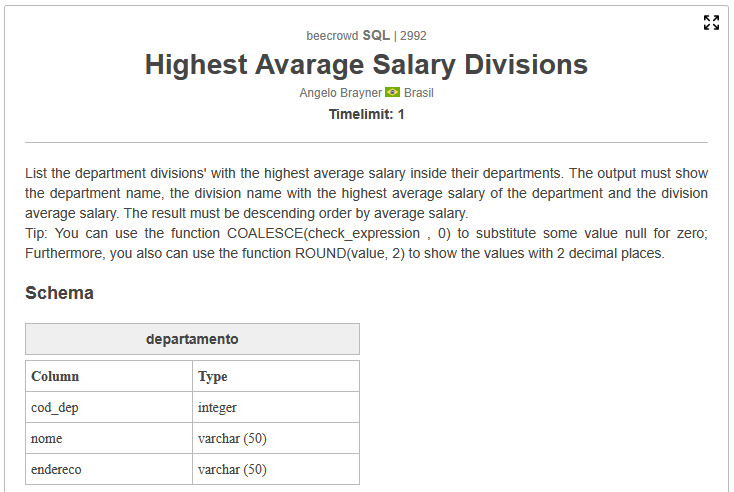 beecrowd SQL | 2992
Highest Avarage Salary Divisions
Angelo Brayner Brasil
Timelimit: 1
List the department divisions' with the highest average salary inside their departments. The output must show
the department name, the division name with the highest average salary of the department and the division
average salary. The result must be descending order by average salary.
Tip: You can use the function COALESCE(check_expression , 0) to substitute some value null for zero;
Furthermore, you also can use the function ROUND(value, 2) to show the values with 2 decimal places.
Schema
departamento
Column Type
cod_dep integer
nome varchar (50)
endereco varchar (50)